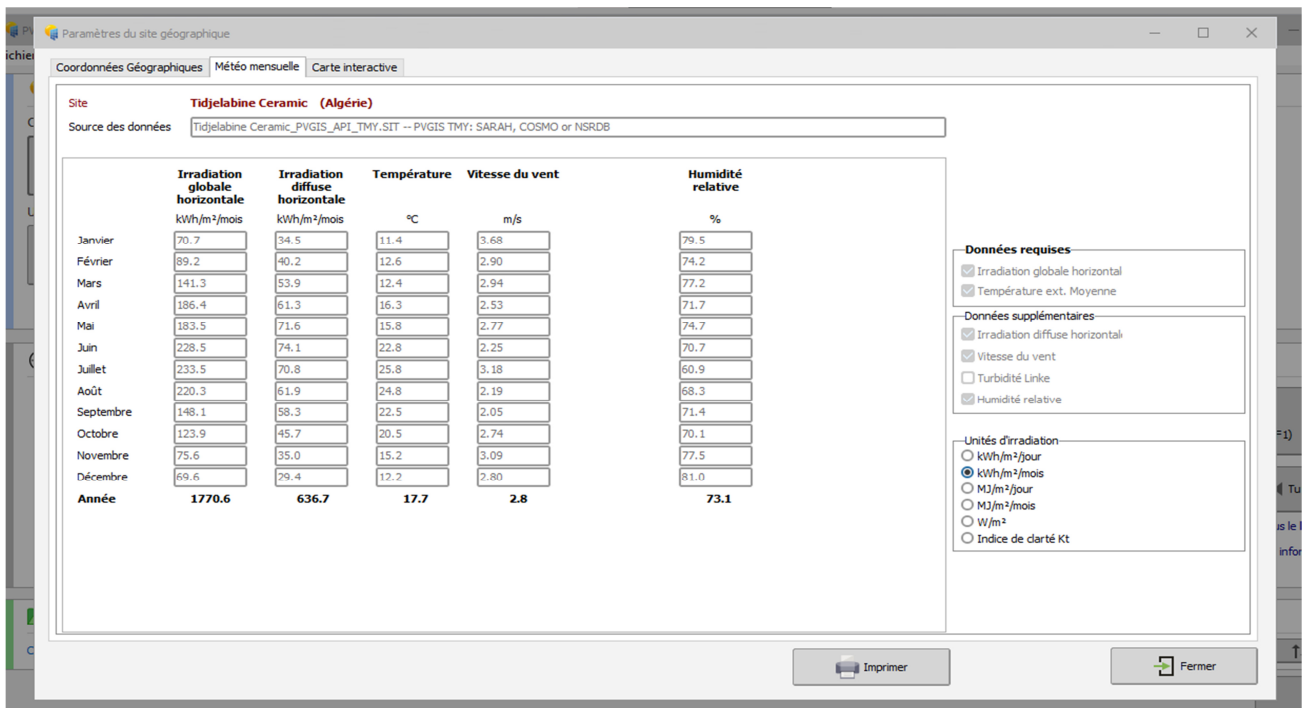 PV
Paramètres du site géographique
ichier
Coordonnées Géographiques Météo mensuelle Carte interactive
Site Tidjelabine Ceramic (Algérie)
Source des données Tidjelabine Ceramic_PVGIS_API_TMY.SIT -- PVGIS TMY: SARAH, COSMO or NSRDB
Irradiation globale horizontale Irradiation diffuse horizontale Température Vitesse du vent Humidité relative
kWh/m²/mois kWh/m²/mois °C m/s %
Janvier 70.7 34.5 11.4 3.68 79.5
Février 89.2 40.2 12.6 2.90 74.2
Mars 141.3 53.9 12.4 2.94 77.2
Avril 186.4 61.3 16.3 2.53 71.7
Mai 183.5 71.6 15.8 2.77 74.7
Juin 228.5 74.1 22.8 2.25 70.7
Juillet 233.5 70.8 25.8 3.18 60.9
Août 220.3 61.9 24.8 2.19 68.3
Septembre 148.1 58.3 22.5 2.05 71.4
Octobre 123.9 45.7 20.5 2.74 70.1
Novembre 75.6 35.0 15.2 3.09 77.5
Décembre 69.6 29.4 12.2 2.80 81.0
Année 1770.6 636.7 17.7 2.8 73.1
Données requises
Irradiation globale horizontal
Température ext. Moyenne
Données supplémentaires
Irradiation diffuse horizontale
Vitesse du vent
Turbidité Linke
Humidité relative
Unités d'irradiation
kWh/m²/jour
kWh/m²/mois
MJ/m²/jour
MJ/m²/mois
W/m²
Indice de clarté Kt
=1)
Tu
us le l
infor
Imprimer
Fermer